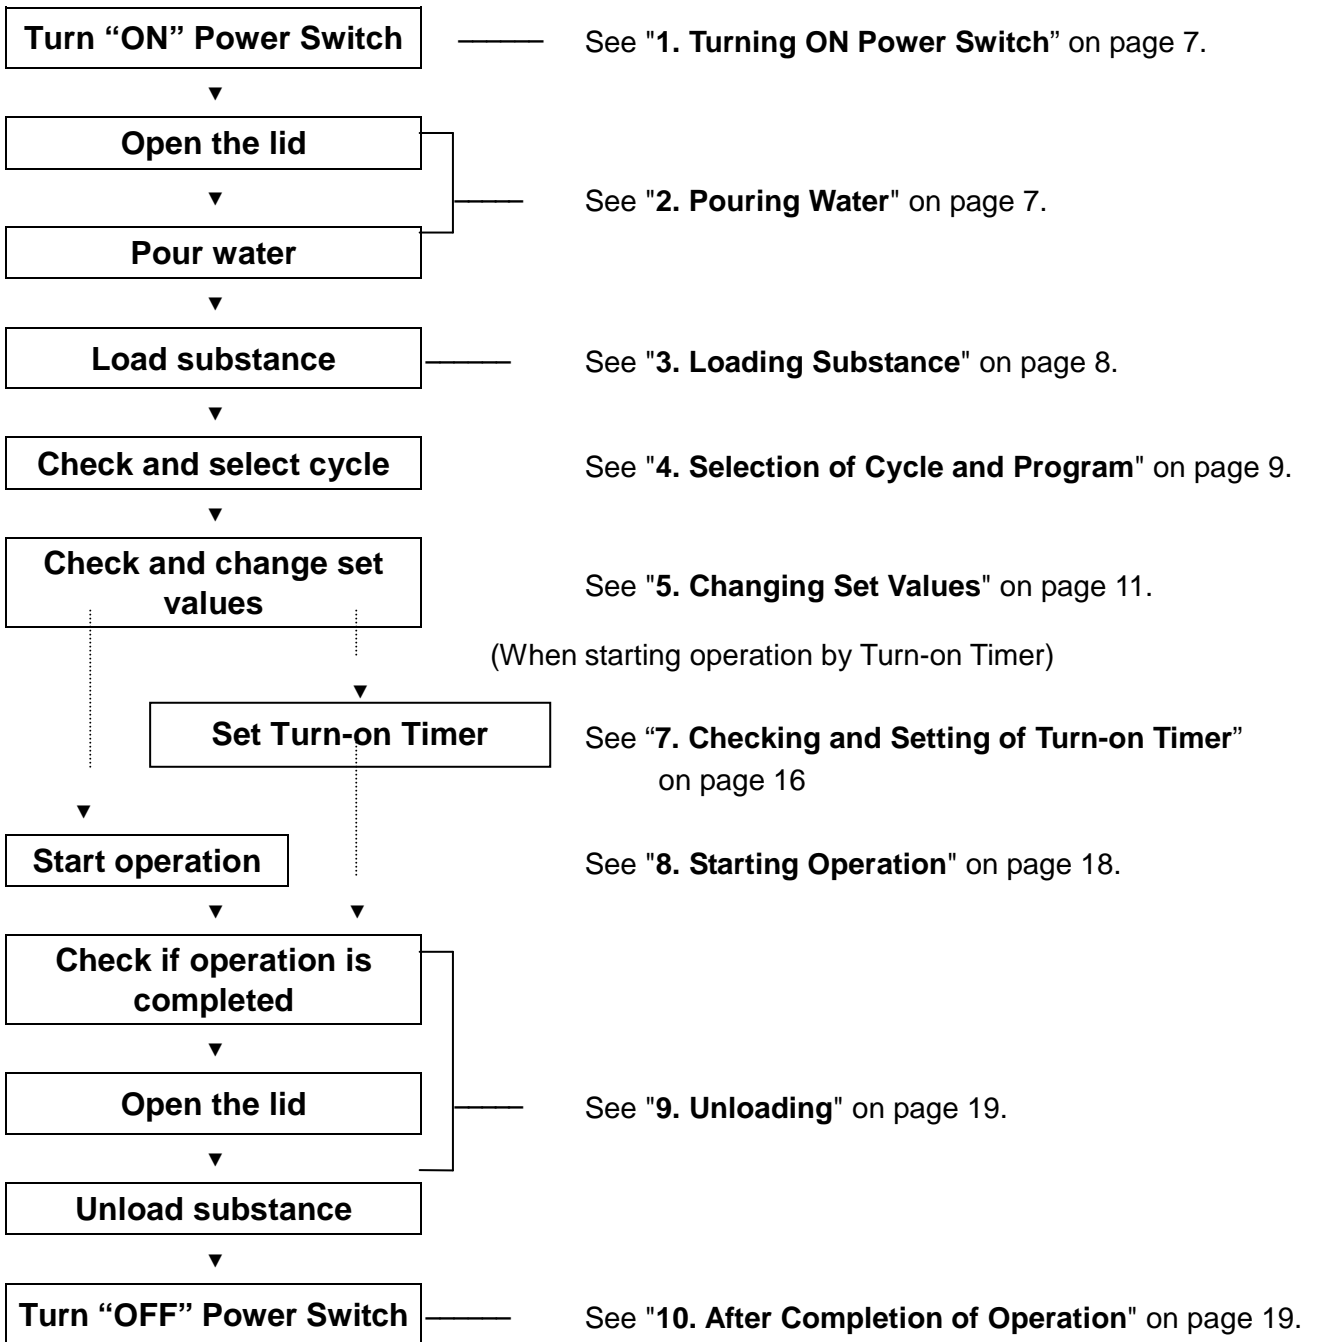 Turn “ON” Power Switch
See "1. Turning ON Power Switch” on page 7.
Open the lid
See "2. Pouring Water" on page 7.
Pour water
Load substance
See "3. Loading Substance" on page 8.
Check and select cycle
See "4. Selection of Cycle and Program" on page 9.
Check and change set
values
See "5. Changing Set Values" on page 11.
(When starting operation by Turn-on Timer)
Set Turn-on Timer
See “7. Checking and Setting of Turn-on Timer”
on page 16
Start operation
See "8. Starting Operation" on page 18.
Check if operation is
completed
Open the lid
See "9. Unloading" on page 19.
Unload substance
Turn “OFF” Power Switch
See "10. After Completion of Operation" on page 19.